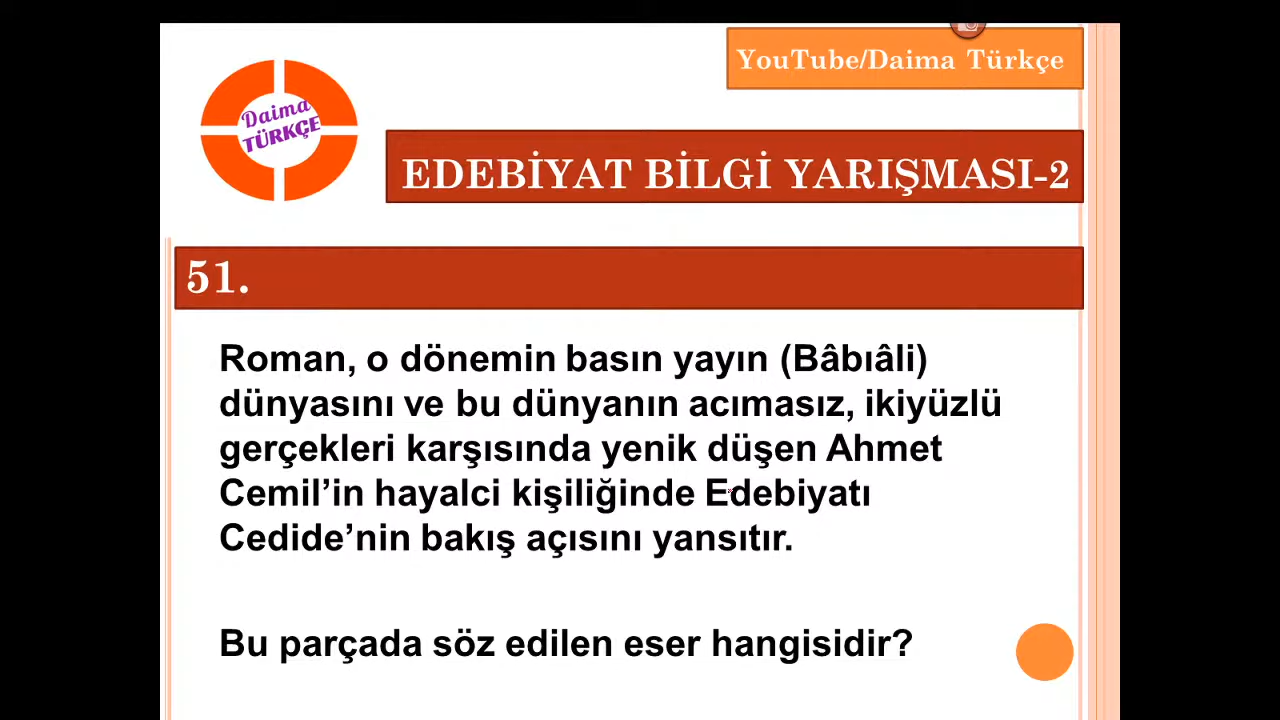 YouTube/Daima Türkçe
Daima
TÜRKÇE
EDEBİYAT BİLGİ YARIŞMASI-2
51.
Roman, o dönemin basın yayın (Bâbıâli)
dünyasını ve bu dünyanın acımasız, ikiyüzlü
gerçekleri karşısında yenik düşen Ahmet
Cemil’in hayalci kişiliğinde Edebiyatı
Cedide’nin bakış açısını yansıtır.
Bu parçada söz edilen eser hangisidir?